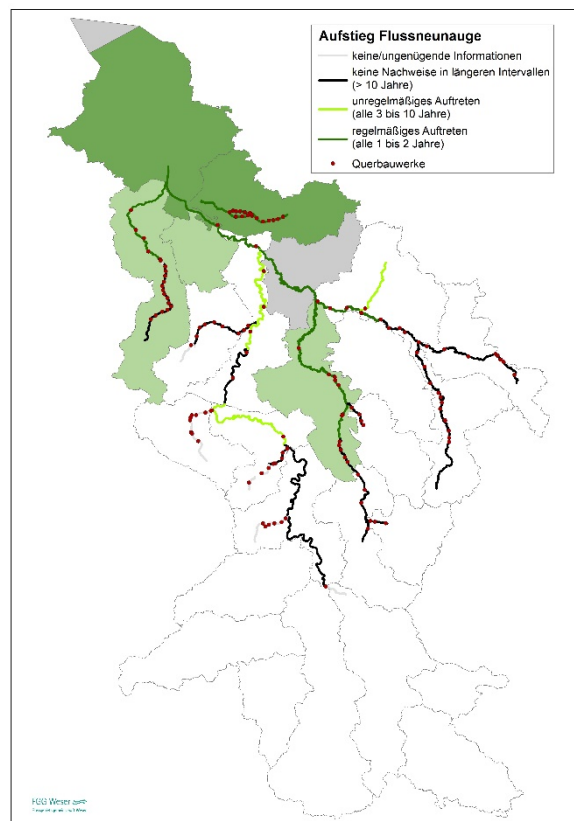 Aufstieg Flussneunauge
keine/ungenügende Informationen
keine Nachweise in längeren Intervallen
(> 10 Jahre)
unregelmäßiges Auftreten
(alle 3 bis 10 Jahre)
regelmäßiges Auftreten
(alle 1 bis 2 Jahre)
Querbauwerke
FGG Weser